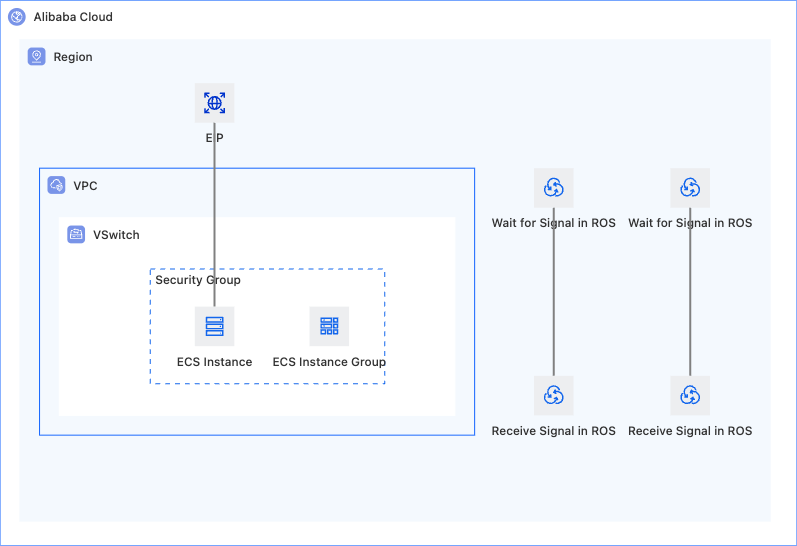 Alibaba Cloud
Region
EIP
VPC
VSwitch
Security Group
ECS Instance
ECS Instance Group
Wait for Signal in ROS
Wait for Signal in ROS
Receive Signal in ROS
Receive Signal in ROS